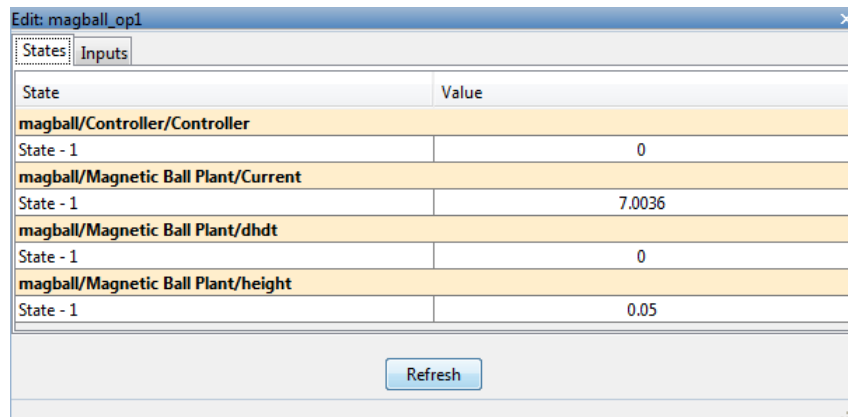 Edit: magball_op1
States Inputs
State Value
magball/Controller/Controller
State - 1 0
magball/Magnetic Ball Plant/Current
State - 1 7.0036
magball/Magnetic Ball Plant/dhdt
State - 1 0
magball/Magnetic Ball Plant/height
State - 1 0.05
Refresh